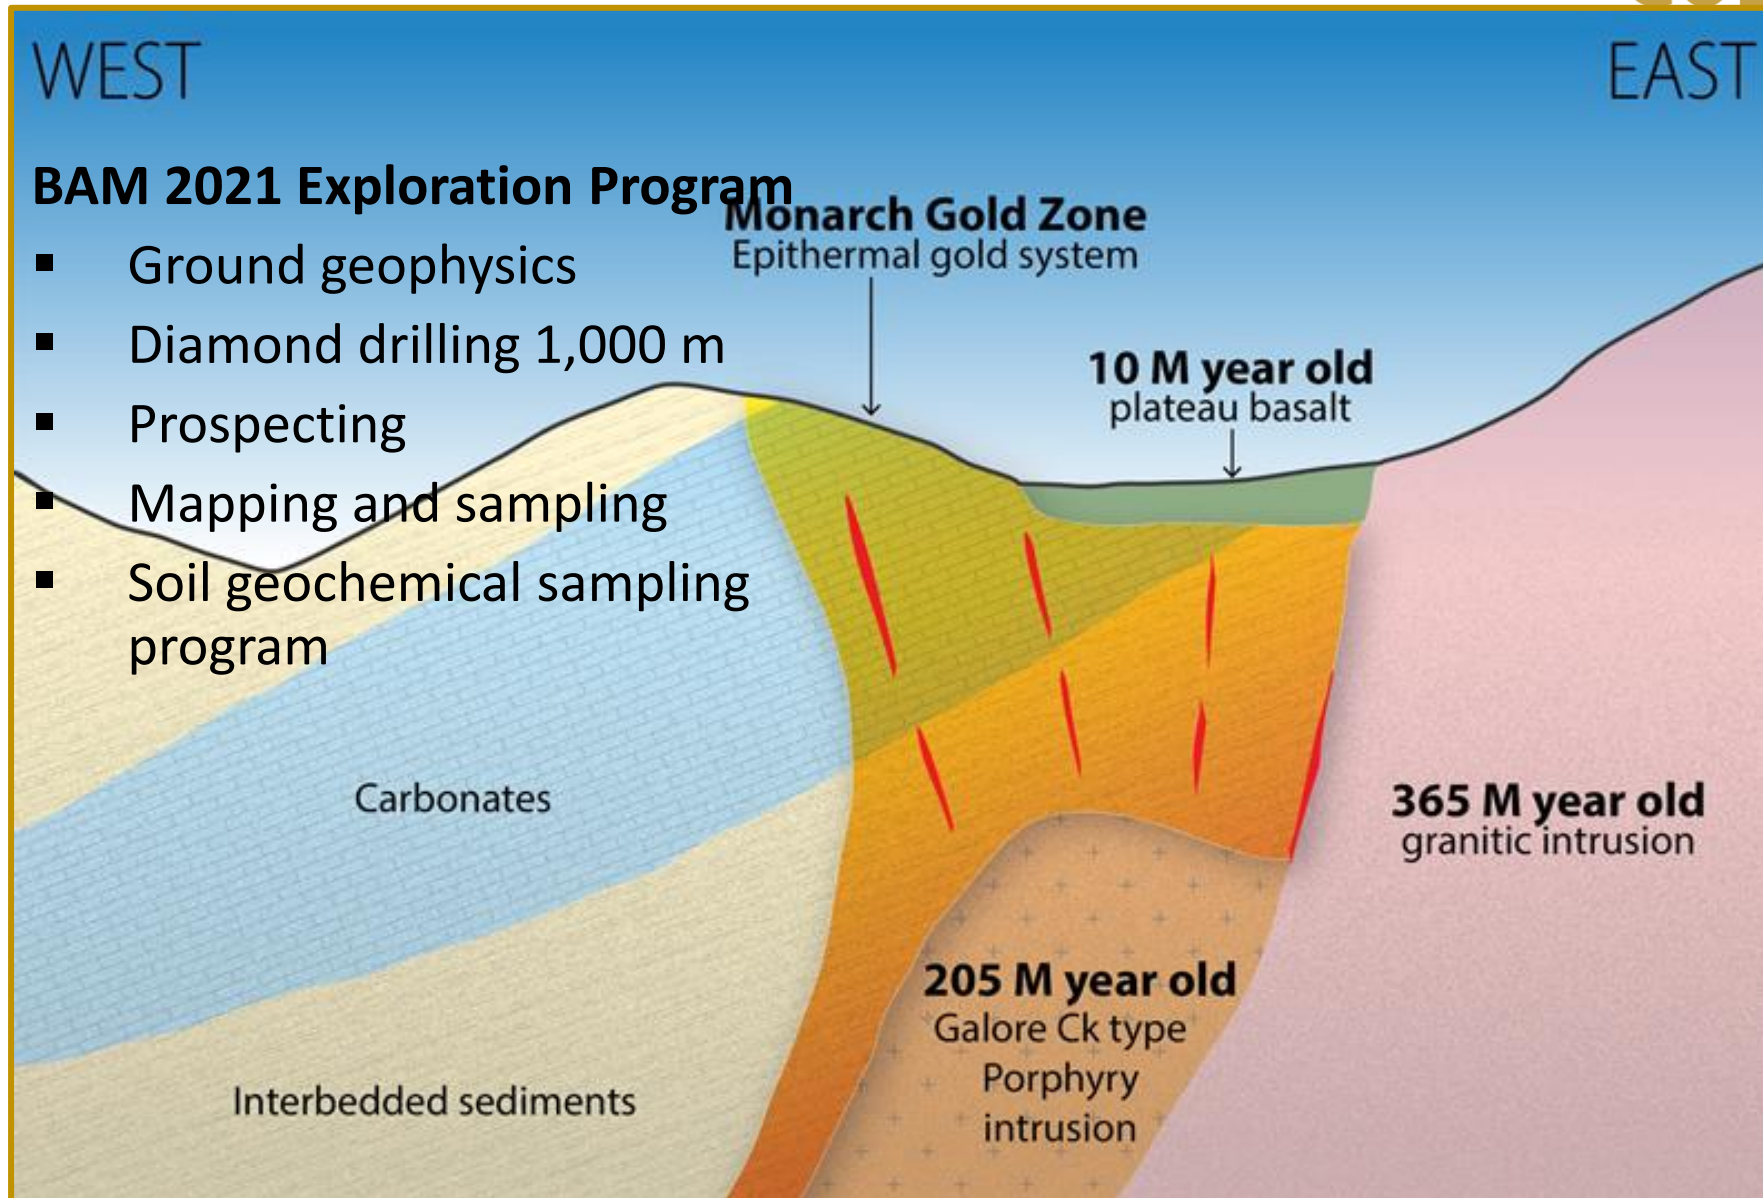 WEST
EAST
BAM 2021 Exploration Program
▪ Ground geophysics
▪ Diamond drilling 1,000 m
▪ Prospecting
▪ Mapping and sampling
▪ Soil geochemical sampling
program
Monarch Gold Zone
Epithermal gold system
10 M year old
plateau basalt
Carbonates
Interbedded sediments
365 M year old
granitic intrusion
205 M year old
Galore Ck type
Porphyry
intrusion